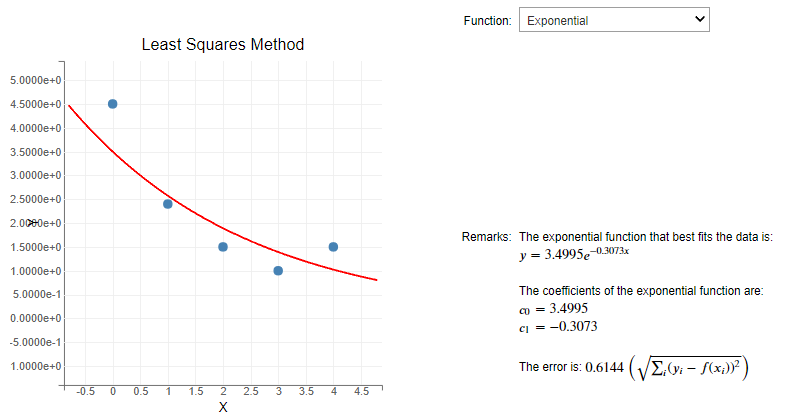 Function: Exponential
Least Squares Method
5.0000e+0
4.5000e+0
4.0000e+0
3.5000e+0
3.0000e+0
2.5000e+0
2.0000e+0
1.5000e+0
1.0000e+0
5.0000e-1
0.0000e+0
-5.0000e-1
1.0000e+0
Y
-0.5 0 0.5 1 1.5 2 2.5 3 3.5 4 4.5
X
Remarks: The exponential function that best fits the data is:
y = 3.4995e^{-0.3073x}
The coefficients of the exponential function are:
c₀ = 3.4995
c₁ = −0.3073
The error is: 0.6144 (√∑ᵢ(yᵢ − f(xᵢ))²)